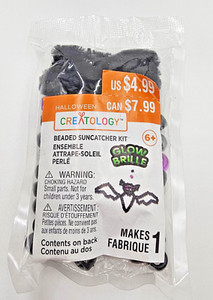 US $4.99
CAN $7.99
HALLOWEEN
CREATOLOGY™
BEADED SUNCATCHER KIT
ENSEMBLE
ATTRAPE-SOLEIL
PERLÉ
6+
GLOW
BRILLE
WARNING:
CHOKING HAZARD
Small parts. Not for
children under 3 years.
AVERTISSEMENT :
RISQUE D'ÉTOUFFEMENT
Petites pièces. Ne convient pas
aux enfants de moins de 3 ans.
Contents on back
Contenu au dos
MAKES
FABRIQUE 1